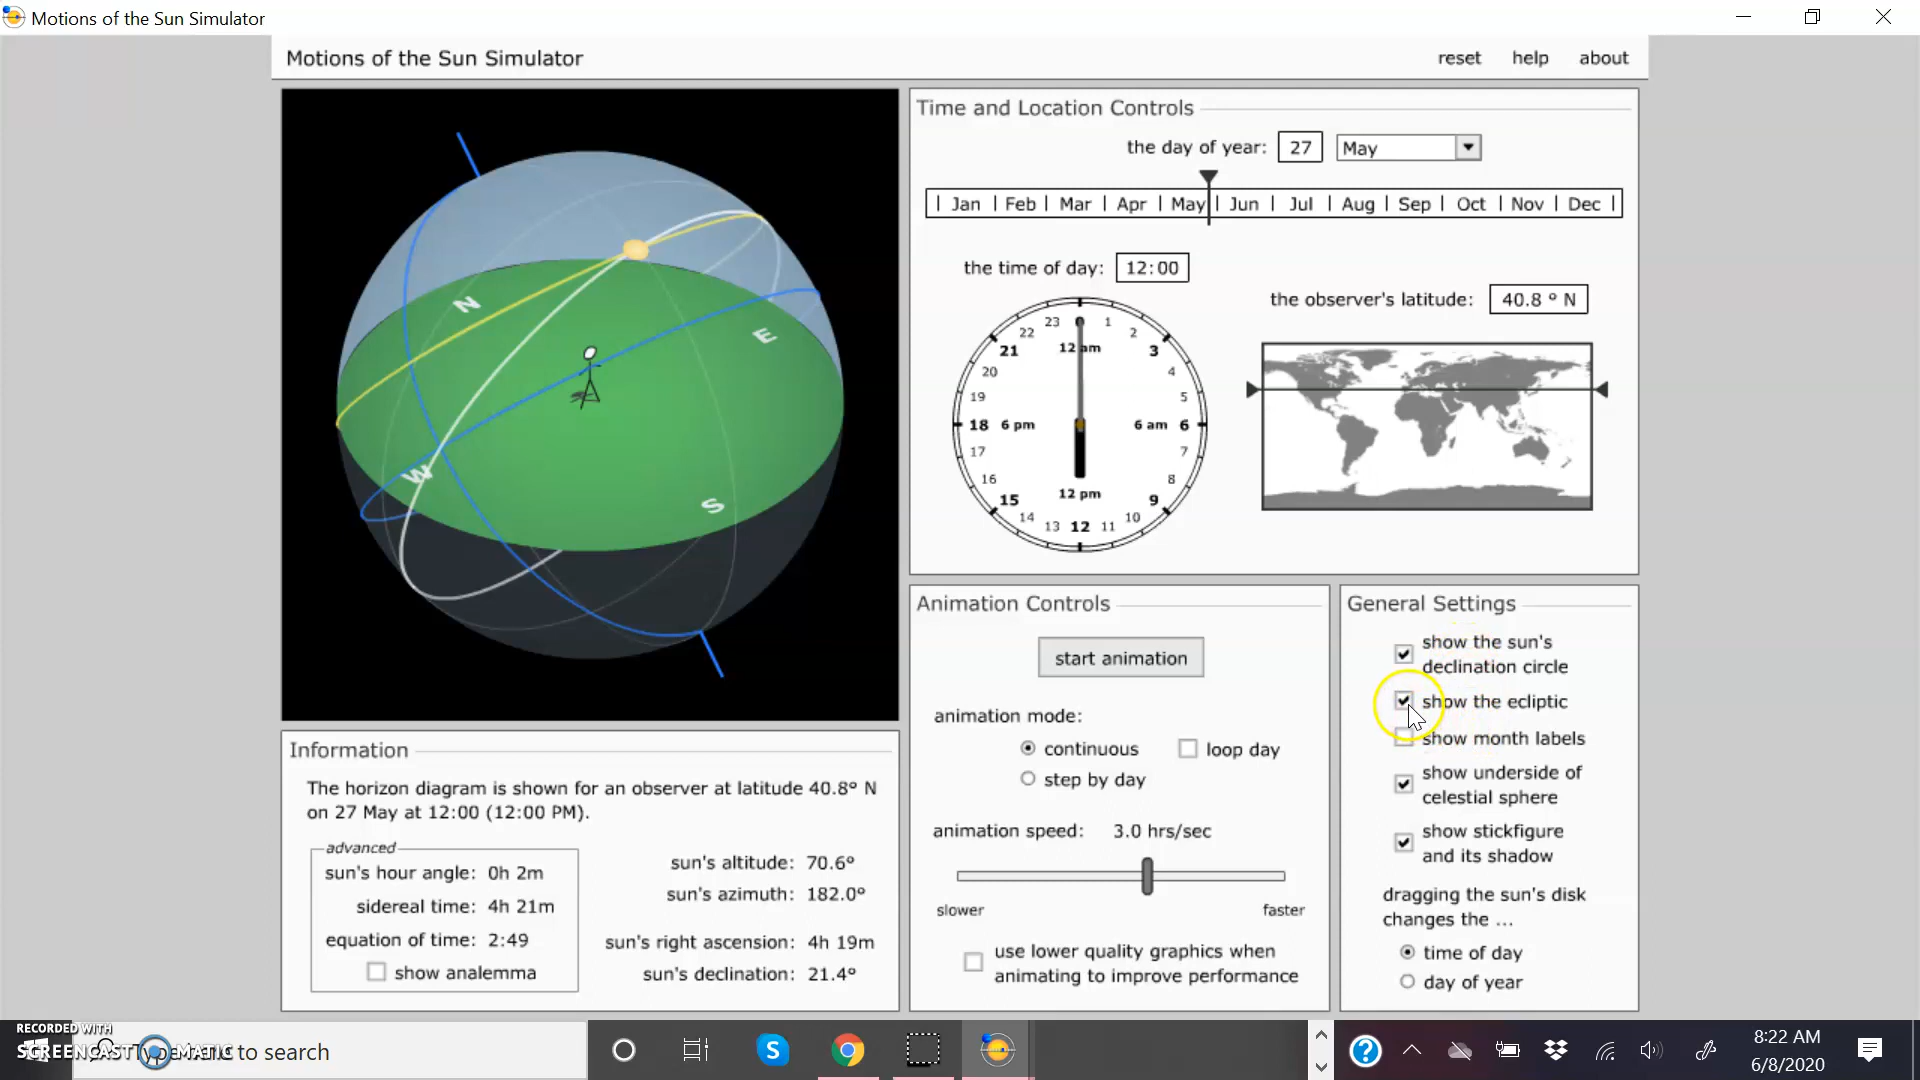 Motions of the Sun Simulator
Motions of the Sun Simulator
reset help about
N
E
W
S
Time and Location Controls
the day of year: 27 May
Jan Feb Mar Apr May Jun Jul Aug Sep Oct Nov Dec
the time of day: 12:00
the observer's latitude: 40.8 ° N
23 1
22 2
21 12 am 3
20 4
19 5
18 6 pm 6 am 6
17 7
16 8
15 12 pm 9
14 10
13 12 11
Information
The horizon diagram is shown for an observer at latitude 40.8° N
on 27 May at 12:00 (12:00 PM).
advanced
sun's hour angle: 0h 2m
sidereal time: 4h 21m
equation of time: 2:49
show analemma
sun's altitude: 70.6°
sun's azimuth: 182.0°
sun's right ascension: 4h 19m
sun's declination: 21.4°
Animation Controls
start animation
animation mode:
continuous loop day
step by day
animation speed: 3.0 hrs/sec
slower faster
use lower quality graphics when
animating to improve performance
General Settings
show the sun's
declination circle
show the ecliptic
show month labels
show underside of
celestial sphere
show stickfigure
and its shadow
dragging the sun's disk
changes the ...
time of day
day of year
RECORDED WITH
SCREENCAST MATIC
Type here to search
8:22 AM
6/8/2020